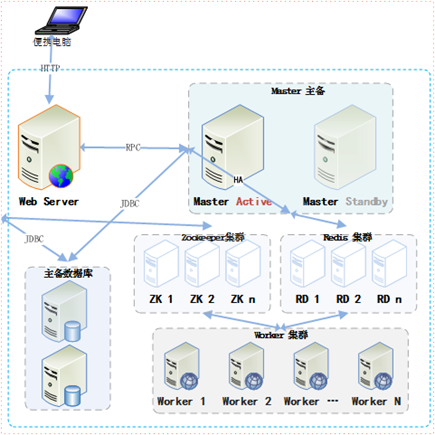 便携电脑
HTTP
Master 主备
RPC
HA
Web Server
Master Active
Master Standby
JDBC
JDBC
Zookeeper集群
Redis 集群
主备数据库
ZK 1
ZK 2
ZK n
RD 1
RD 2
RD n
Worker 集群
Worker 1
Worker 2
Worker ...
Worker N